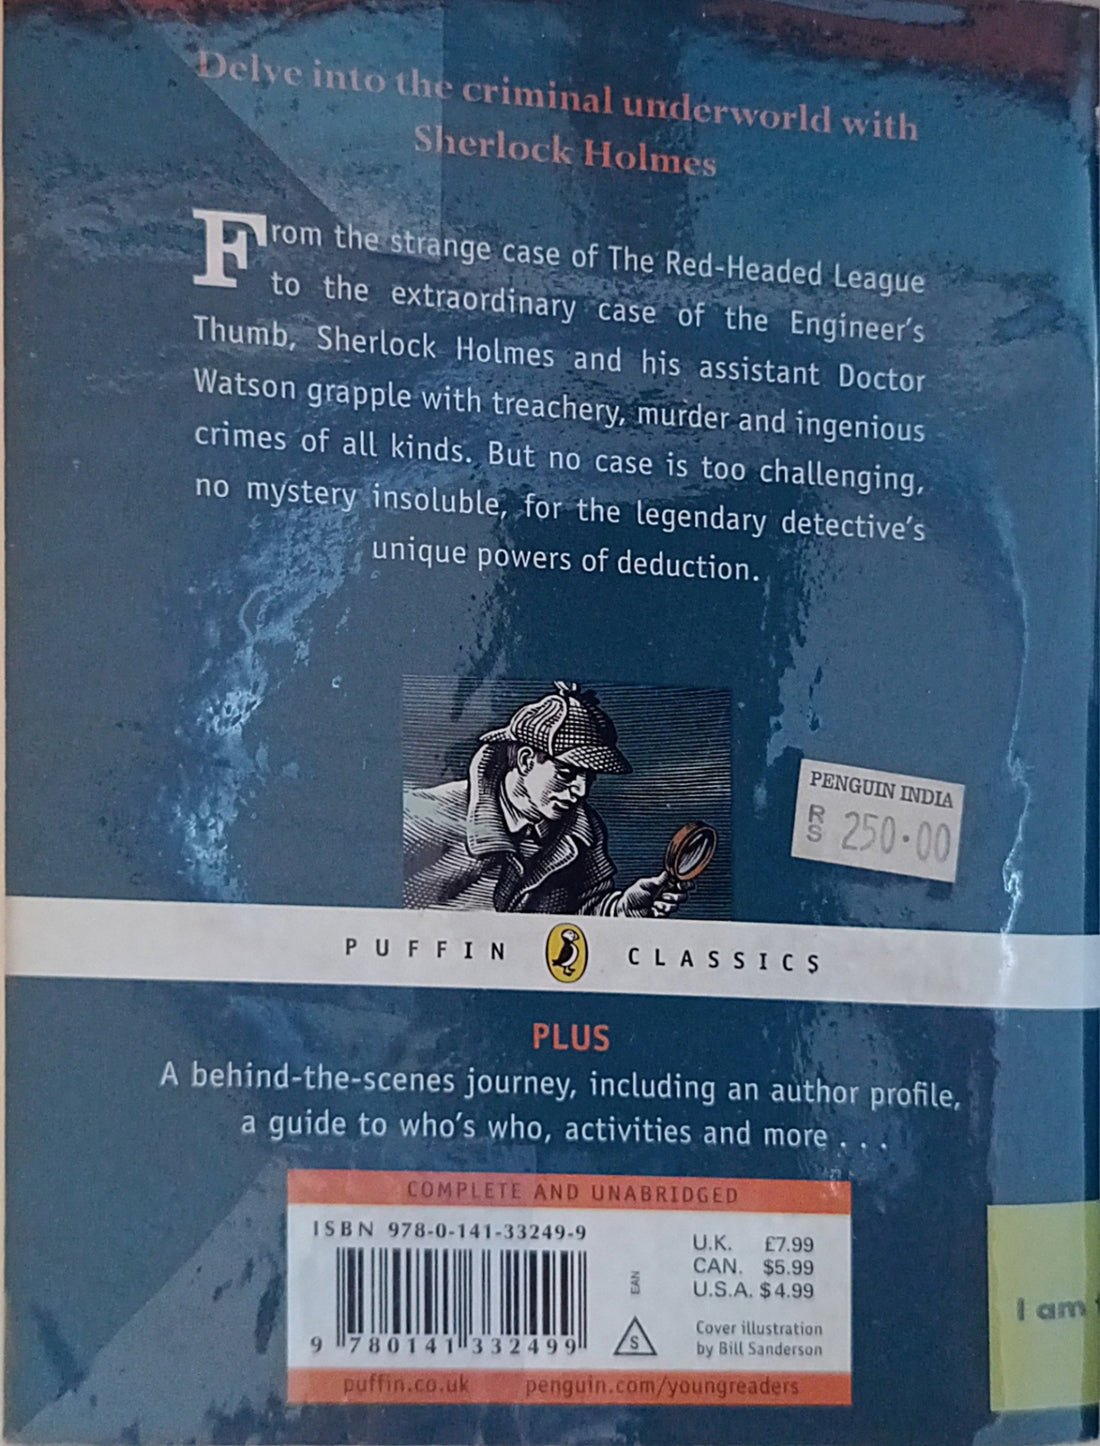 Delve into the criminal underworld with
Sherlock Holmes
From the strange case of The Red-Headed League
to the extraordinary case of the Engineer's
Thumb, Sherlock Holmes and his assistant Doctor
Watson grapple with treachery, murder and ingenious
crimes of all kinds. But no case is too challenging,
no mystery insoluble, for the legendary detective's
unique powers of deduction.
PENGUIN INDIA
RS 250.00
PUFFIN CLASSICS
PLUS
A behind-the-scenes journey, including an author profile,
a guide to who's who, activities and more . . .
COMPLETE AND UNABRIDGED
ISBN 978-0-141-33249-9
9 780141 332499
EAN
S
U.K. £7.99
CAN. $5.99
U.S.A. $4.99
Cover illustration
by Bill Sanderson
puffin.co.uk penguin.com/youngreaders
I am